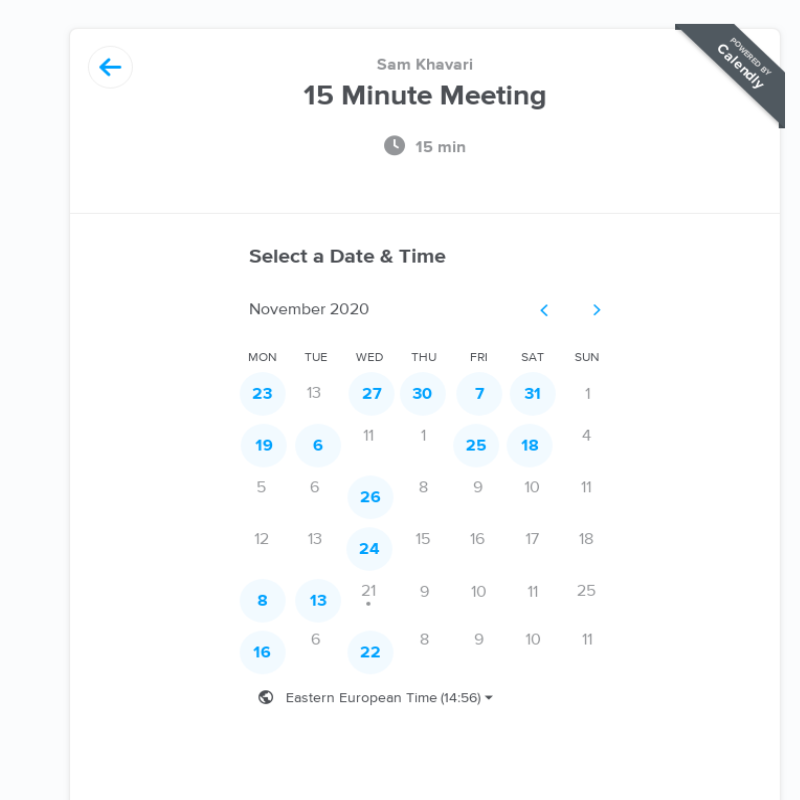 POWERED BY
Calendly
Sam Khavari
15 Minute Meeting
15 min
Select a Date & Time
November 2020
MON TUE WED THU FRI SAT SUN
23 13 27 30 7 31 1
19 6 11 1 25 18 4
5 6 26 8 9 10 11
12 13 24 15 16 17 18
8 13 21 9 10 11 25
16 6 22 8 9 10 11
Eastern European Time (14:56)